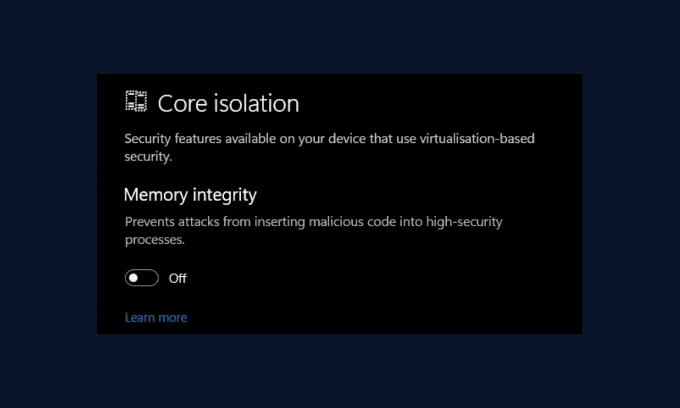 Core isolation
Security features available on your device that use virtualisation-based
security.
Memory integrity
Prevents attacks from inserting malicious code into high-security
processes.
Off
Learn more